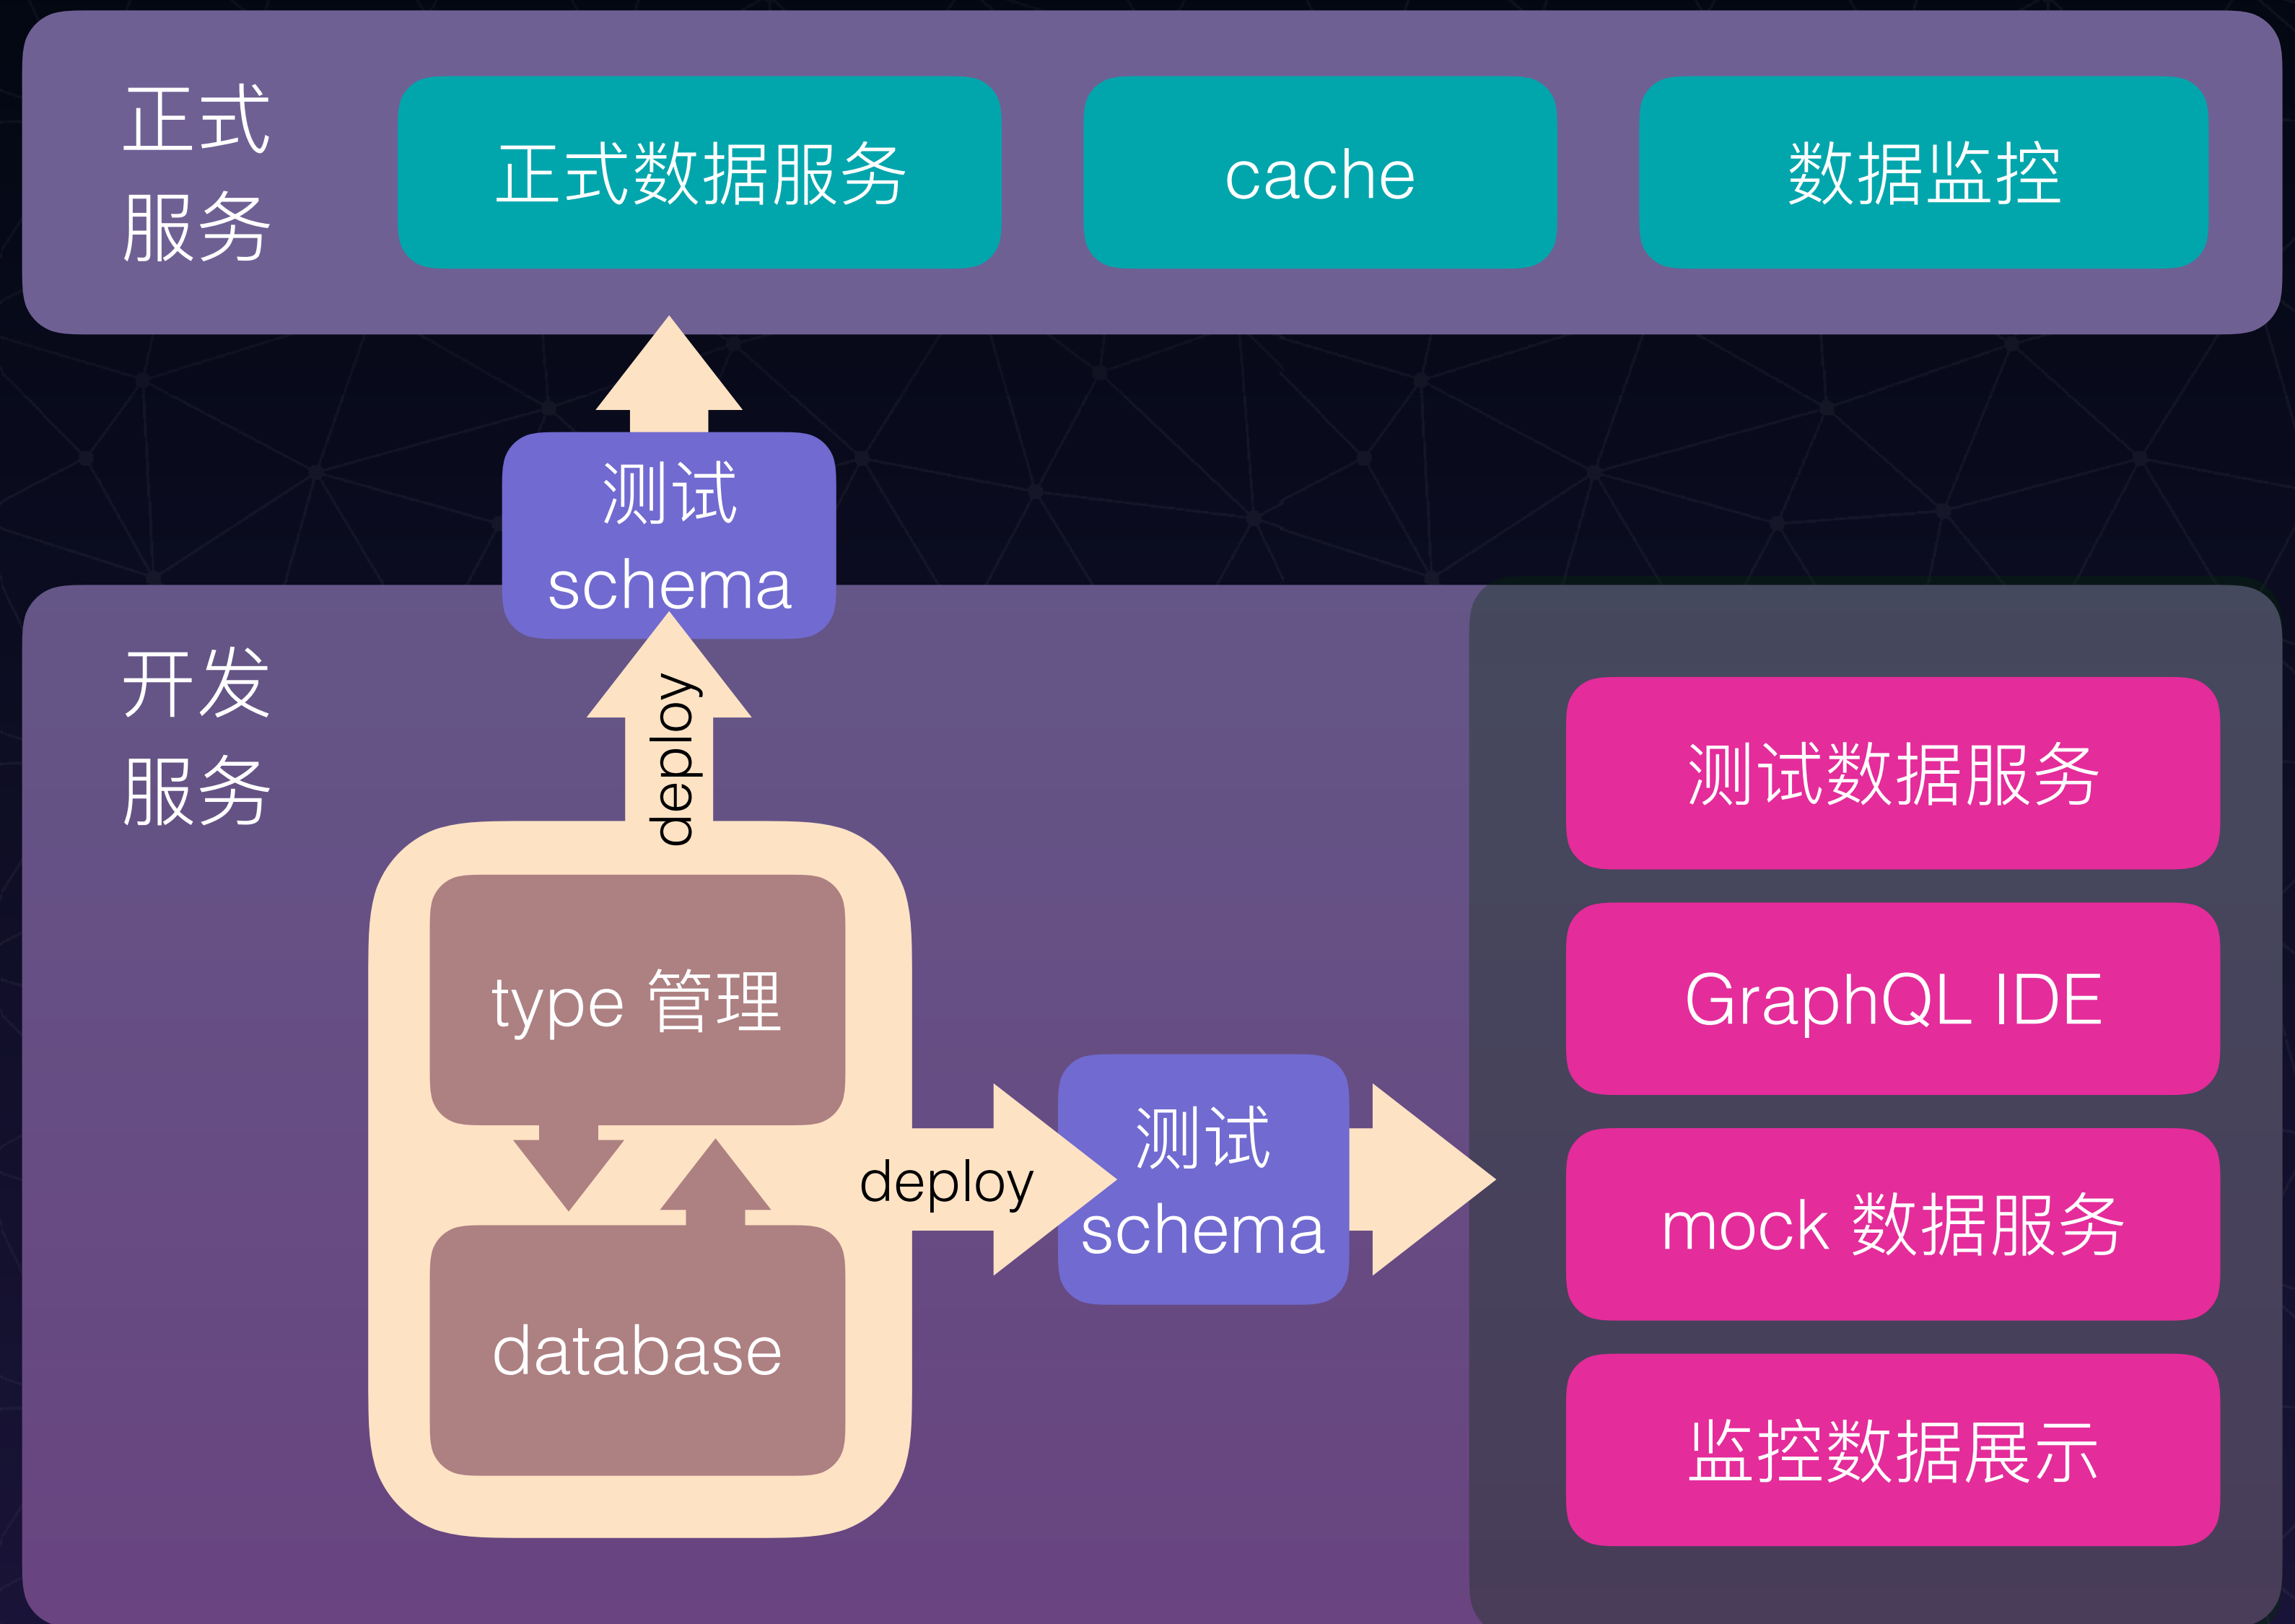 正式
服务
正式数据服务
cache
数据监控
测试
schema
deploy
开发
服务
type 管理
database
deploy
测试
schema
测试数据服务
GraphQL IDE
mock 数据服务
监控数据展示